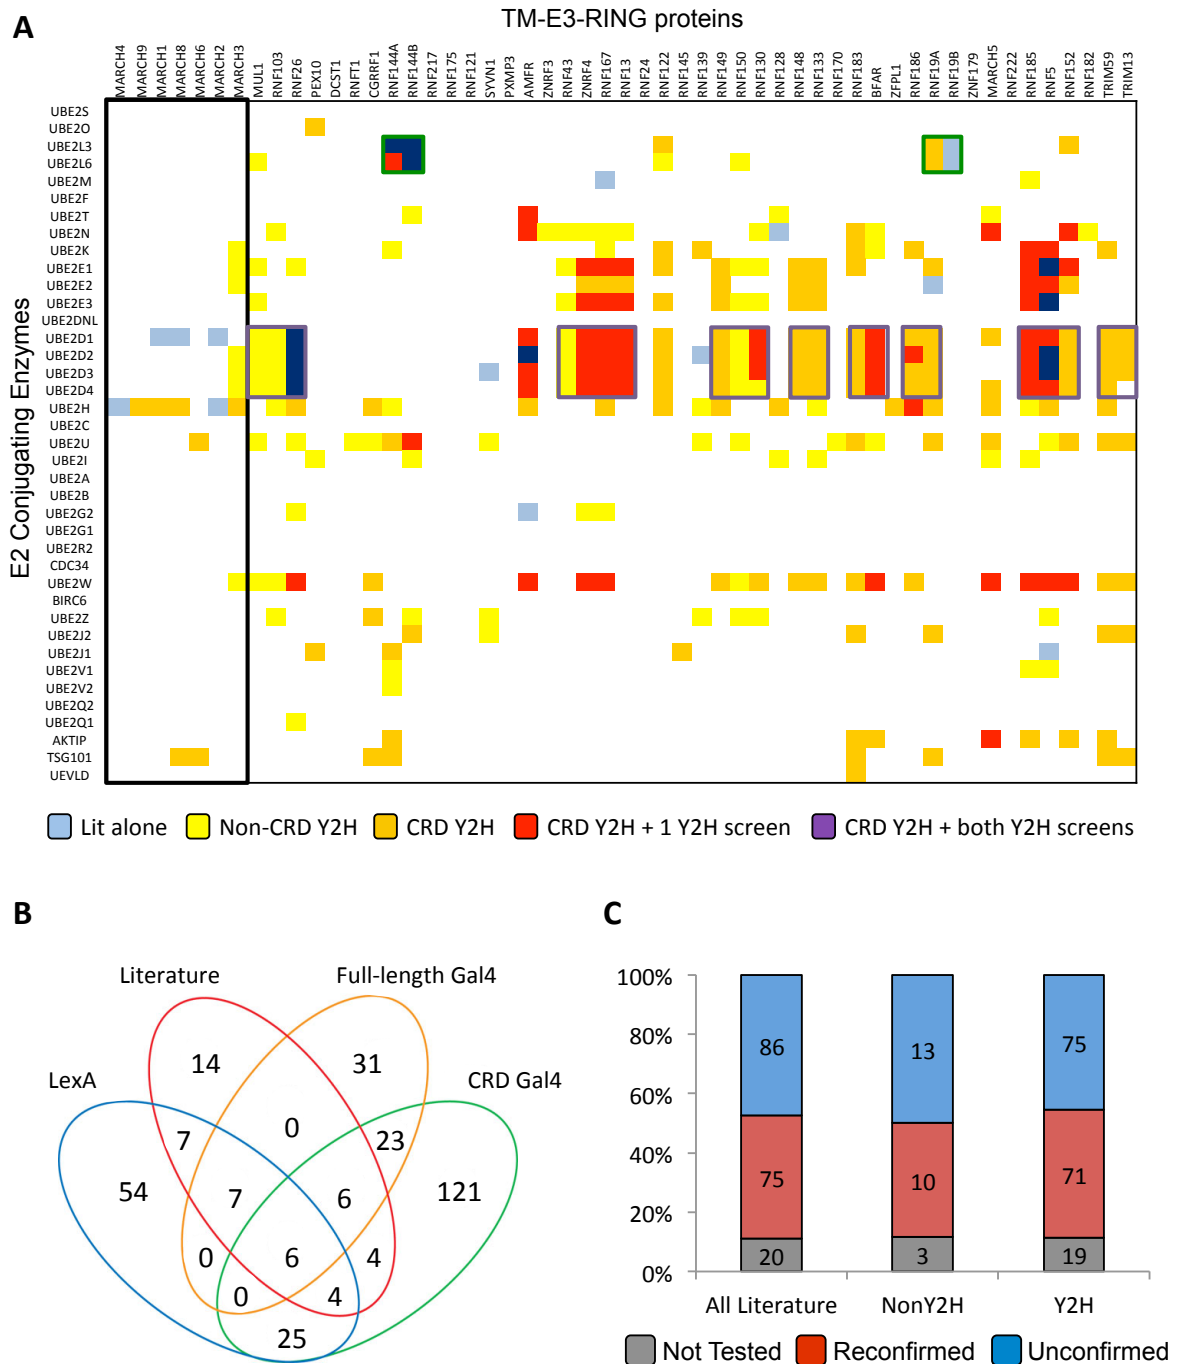 A
TM-E3-RING proteins
MARCH4
MARCH9
MARCH1
MARCH8
MARCH6
MARCH2
MARCH3
MUL1
RNF103
RNF26
PEX10
DCST1
RNFT1
CGRRF1
RNF144A
RNF144B
RNF217
RNF175
RNF121
SYVN1
PXMP3
AMFR
ZNRF3
RNF43
ZNRF4
RNF167
RNF13
RNF24
RNF122
RNF145
RNF139
RNF149
RNF150
RNF130
RNF128
RNF148
RNF133
RNF170
RNF183
BFAR
ZFPL1
RNF186
RNF19A
RNF19B
ZNF179
MARCH5
RNF222
RNF185
RNF5
RNF152
RNF182
TRIM59
TRIM13
E2 Conjugating Enzymes
UBE2S
UBE2O
UBE2L3
UBE2L6
UBE2M
UBE2F
UBE2T
UBE2N
UBE2K
UBE2E1
UBE2E2
UBE2E3
UBE2DNL
UBE2D1
UBE2D2
UBE2D3
UBE2D4
UBE2H
UBE2C
UBE2U
UBE2I
UBE2A
UBE2B
UBE2G2
UBE2G1
UBE2R2
CDC34
UBE2W
BIRC6
UBE2Z
UBE2J2
UBE2J1
UBE2V1
UBE2V2
UBE2Q2
UBE2Q1
AKTIP
TSG101
UEVLD
Lit alone
Non-CRD Y2H
CRD Y2H
CRD Y2H + 1 Y2H screen
CRD Y2H + both Y2H screens
B
Literature
Full-length Gal4
LexA
CRD Gal4
14
31
7
0
23
54
7
6
121
0
6
4
0
4
25
C
100%
80%
60%
40%
20%
0%
86
75
20
13
10
3
75
71
19
All Literature
NonY2H
Y2H
Not Tested
Reconfirmed
Unconfirmed